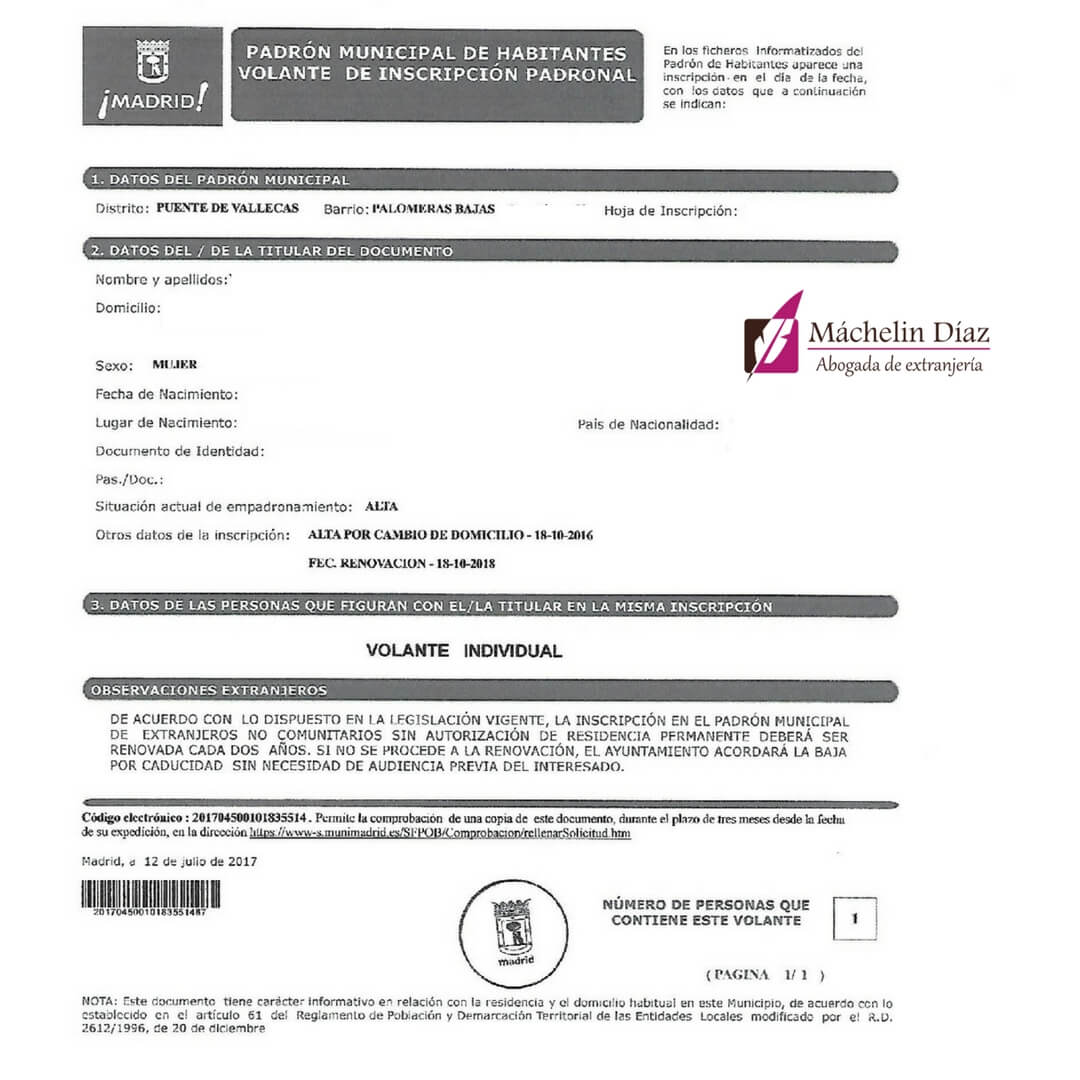 ¡MADRID!
PADRÓN MUNICIPAL DE HABITANTES
VOLANTE DE INSCRIPCIÓN PADRONAL
En los ficheros informatizados del
Padrón de Habitantes aparece una
inscripción en el día de la fecha,
con los datos que a continuación
se indican:
1. DATOS DEL PADRÓN MUNICIPAL
Distrito: PUENTE DE VALLECAS Barrio: PALOMERAS BAJAS Hoja de Inscripción:
2. DATOS DEL / DE LA TITULAR DEL DOCUMENTO
Nombre y apellidos:
Domicilio:
Máchelin Díaz
Abogada de extranjería
Sexo: MUJER
Fecha de Nacimiento:
Lugar de Nacimiento: País de Nacionalidad:
Documento de Identidad:
Pas./Doc.:
Situación actual de empadronamiento: ALTA
Otros datos de la inscripción: ALTA POR CAMBIO DE DOMICILIO - 18-10-2016
FEC. RENOVACION - 18-10-2018
3. DATOS DE LAS PERSONAS QUE FIGURAN CON EL/LA TITULAR EN LA MISMA INSCRIPCIÓN
VOLANTE INDIVIDUAL
OBSERVACIONES EXTRANJEROS
DE ACUERDO CON LO DISPUESTO EN LA LEGISLACIÓN VIGENTE, LA INSCRIPCIÓN EN EL PADRÓN MUNICIPAL
DE EXTRANJEROS NO COMUNITARIOS SIN AUTORIZACIÓN DE RESIDENCIA PERMANENTE DEBERÁ SER
RENOVADA CADA DOS AÑOS. SI NO SE PROCEDE A LA RENOVACIÓN, EL AYUNTAMIENTO ACORDARÁ LA BAJA
POR CADUCIDAD SIN NECESIDAD DE AUDIENCIA PREVIA DEL INTERESADO.
Código electrónico : 201704500101835514 . Permite la comprobación de una copia de este documento, durante el plazo de tres meses desde la fecha
de su expedición, en la dirección https://www-s.munimadrid.es/SFPOB/Comprobacion/rellenarSolicitud.htm
Madrid, a 12 de julio de 2017
20170450010183551487
madrid
NÚMERO DE PERSONAS QUE
CONTIENE ESTE VOLANTE 1
( PAGINA 1/ 1 )
NOTA: Este documento tiene carácter informativo en relación con la residencia y el domicilio habitual en este Municipio, de acuerdo con lo
establecido en el artículo 61 del Reglamento de Población y Demarcación Territorial de las Entidades Locales modificado por el R.D.
2612/1996, de 20 de diciembre